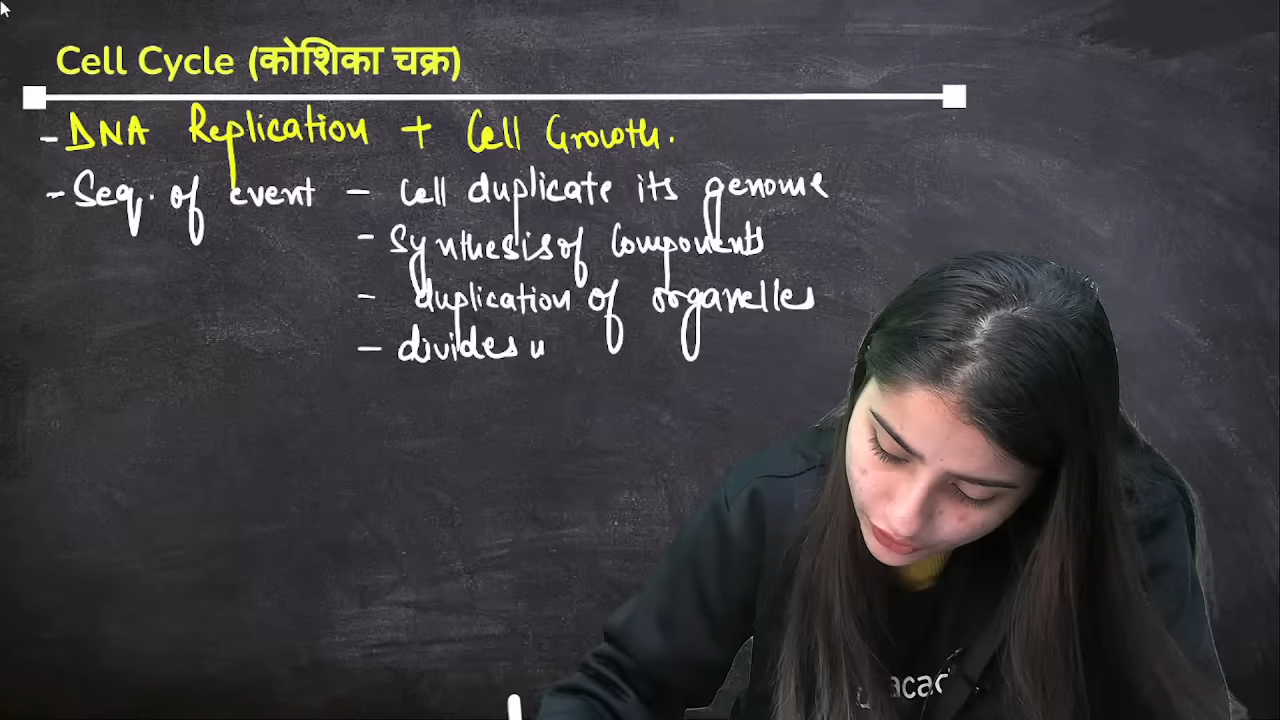 Cell Cycle (कोशिका चक्र)
- DNA Replication + Cell Growth.
- Seq. of event - Cell duplicate its genome
- Synthesis of components
- duplication of organelles
- divides